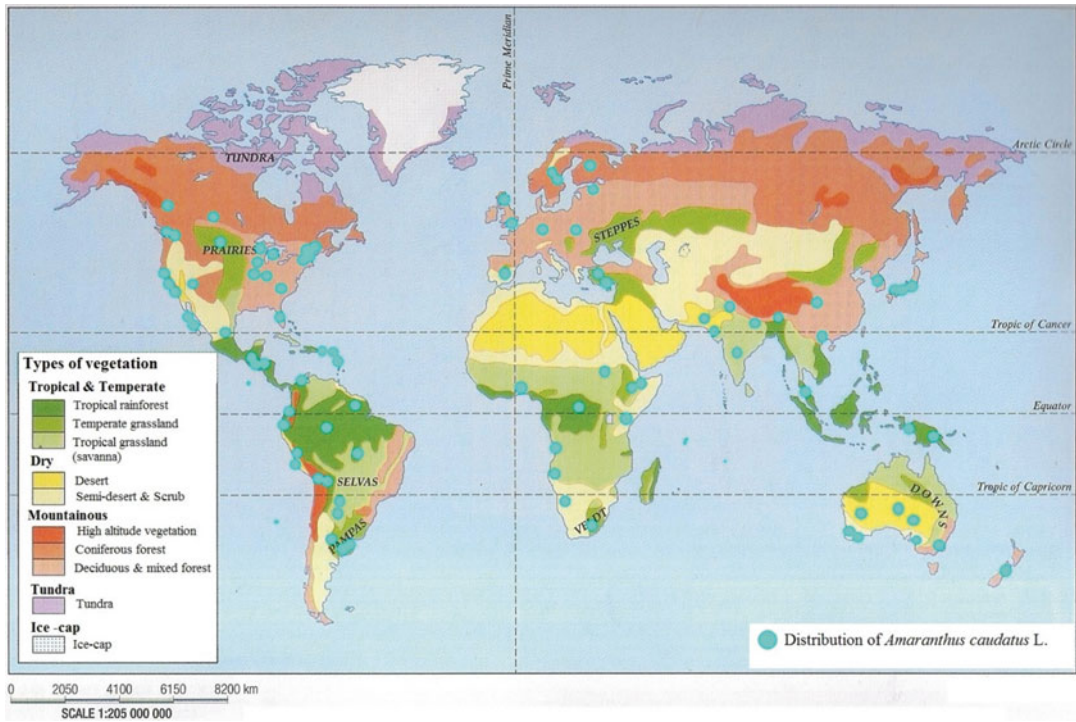 Prime Meridian
Arctic Circle
TUNDRA
PRAIRIES
STEPPES
Tropic of Cancer
Equator
Tropic of Capricorn
SELVAS
PAMPAS
VELDT
DOWNS
Types of vegetation
Tropical & Temperate
Tropical rainforest
Temperate grassland
Tropical grassland
(savanna)
Dry
Desert
Semi-desert & Scrub
Mountainous
High altitude vegetation
Coniferous forest
Deciduous & mixed forest
Tundra
Tundra
Ice -cap
Ice-cap
Distribution of Amaranthus caudatus L.
0 2050 4100 6150 8200 km
SCALE 1:205 000 000